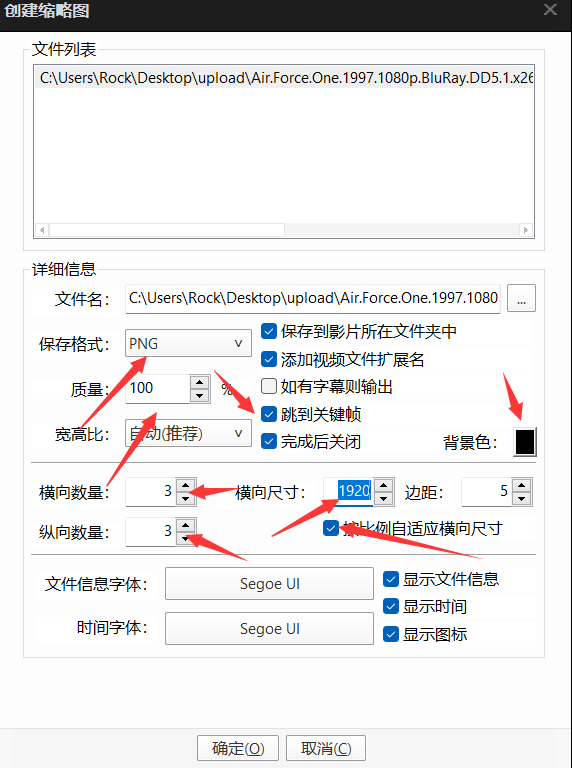 创建缩略图
文件列表
C:\Users\Rock\Desktop\upload\Air.Force.One.1997.1080p.BluRay.DD5.1.x26
详细信息
文件名: C:\Users\Rock\Desktop\upload\Air.Force.One.1997.1080 ...
保存格式: PNG
保存到影片所在文件夹中
添加视频文件扩展名
质量: 100 %
如有字幕则输出
跳到关键帧
宽高比: 自动(推荐)
完成后关闭
背景色:
横向数量: 3 横向尺寸: 1920 边距: 5
纵向数量: 3 按比例自适应横向尺寸
文件信息字体: Segoe UI 显示文件信息
显示时间
时间字体: Segoe UI
显示图标
确定(O) 取消(C)